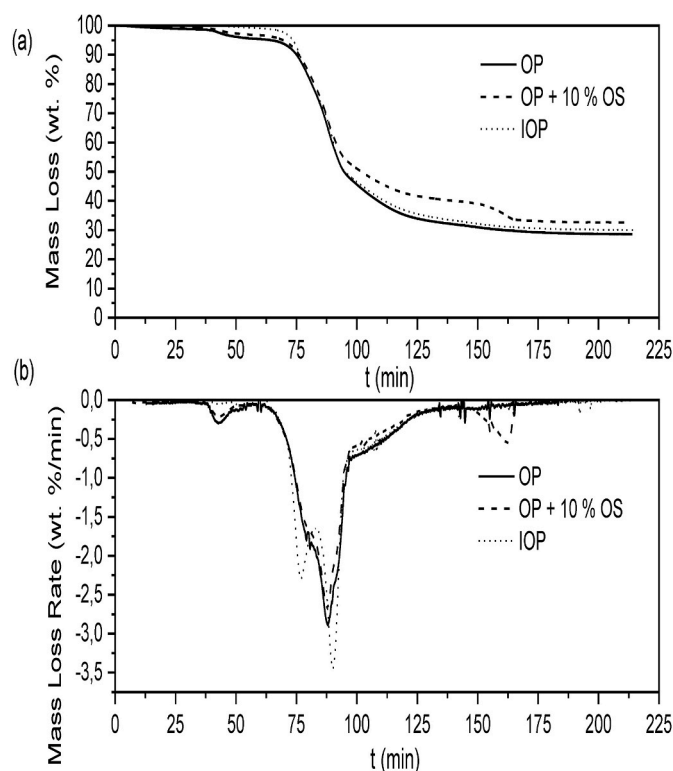 (a)
Mass Loss (wt. %)
100
90
80
70
60
50
40
30
20
10
0
OP
OP + 10 % OS
IOP
0 25 50 75 100 125 150 175 200 225
t (min)
(b)
Mass Loss Rate (wt. %/min)
0,0
-0,5
-1,0
-1,5
-2,0
-2,5
-3,0
-3,5
OP
OP + 10 % OS
IOP
0 25 50 75 100 125 150 175 200 225
t (min)